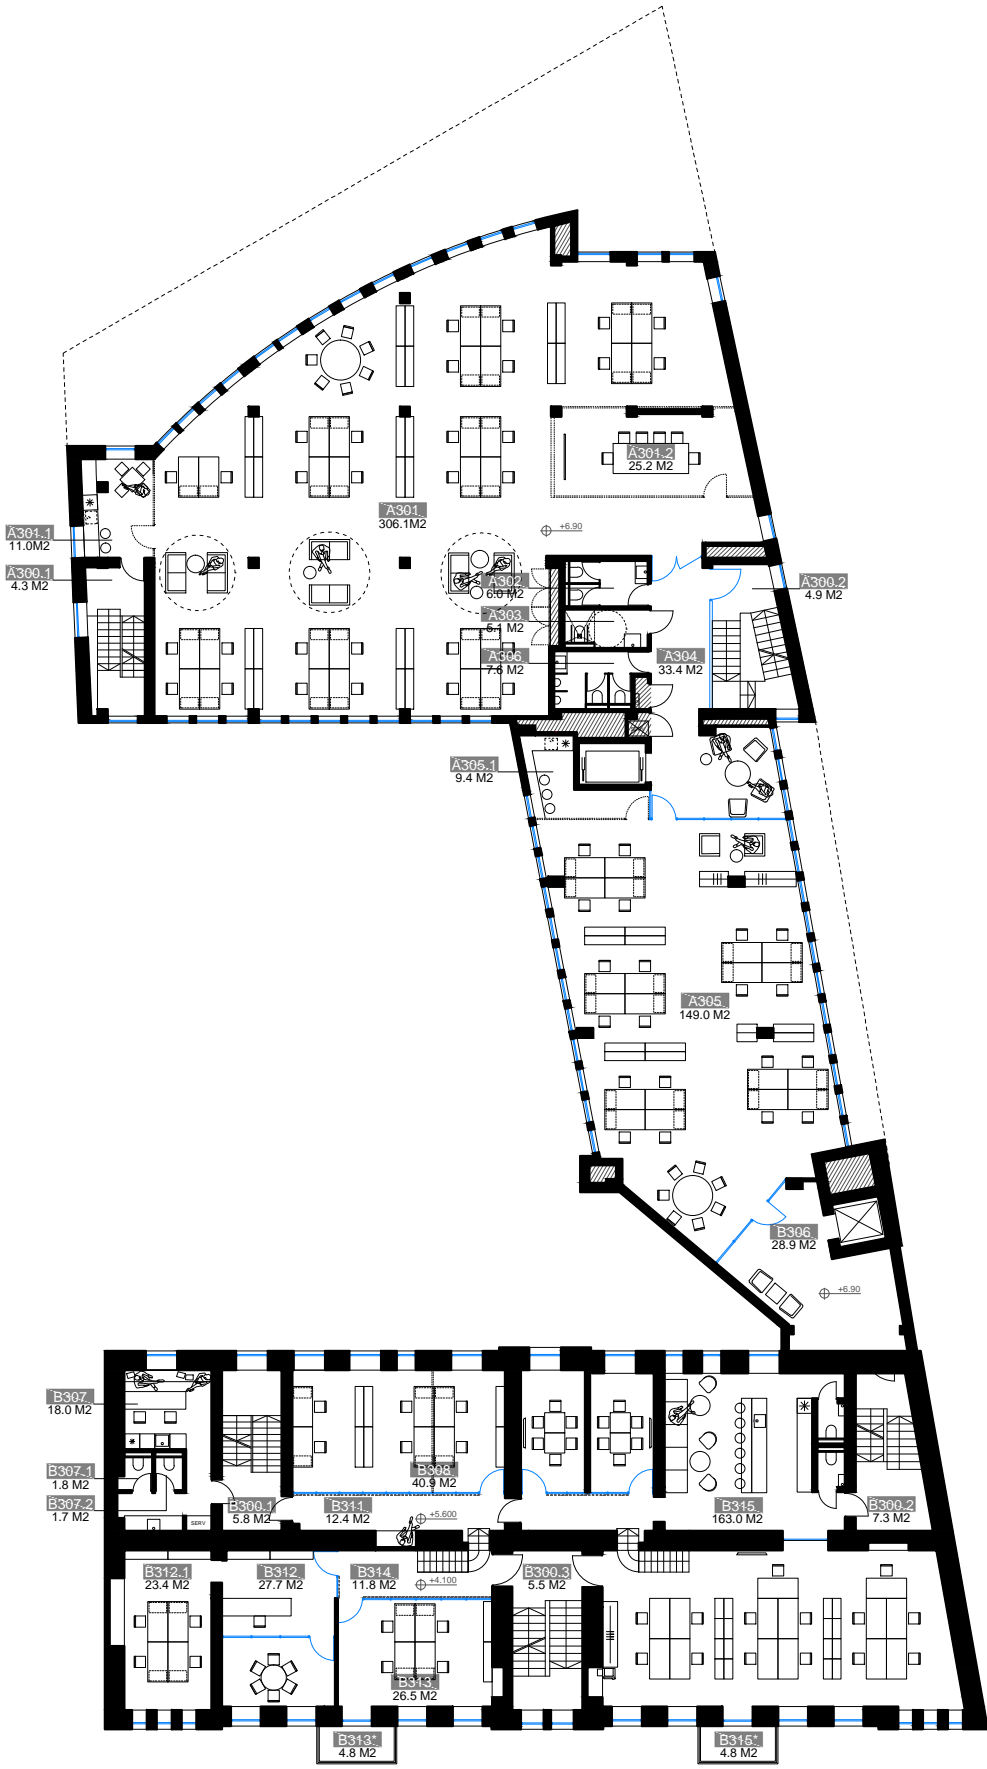 A301.2
25.2 M2
A301
306.1M2
+6.90
A301.1
11.0M2
A300.1
4.3 M2
A302
6.0 M2
A300.2
4.9 M2
A303
5.1 M2
A306
7.6 M2
A304
33.4 M2
A305.1
9.4 M2
A305
149.0 M2
B306
28.9 M2
+6.90
B307
18.0 M2
B307.1
1.8 M2
B308
40.9 M2
B307.2
1.7 M2
SERV
B300.1
5.8 M2
B311
12.4 M2
+5.600
B315
163.0 M2
B300.2
7.3 M2
B312.1
23.4 M2
B312
27.7 M2
B314
11.8 M2
+4.100
B300.3
5.5 M2
B313
26.5 M2
B313*
4.8 M2
B315*
4.8 M2